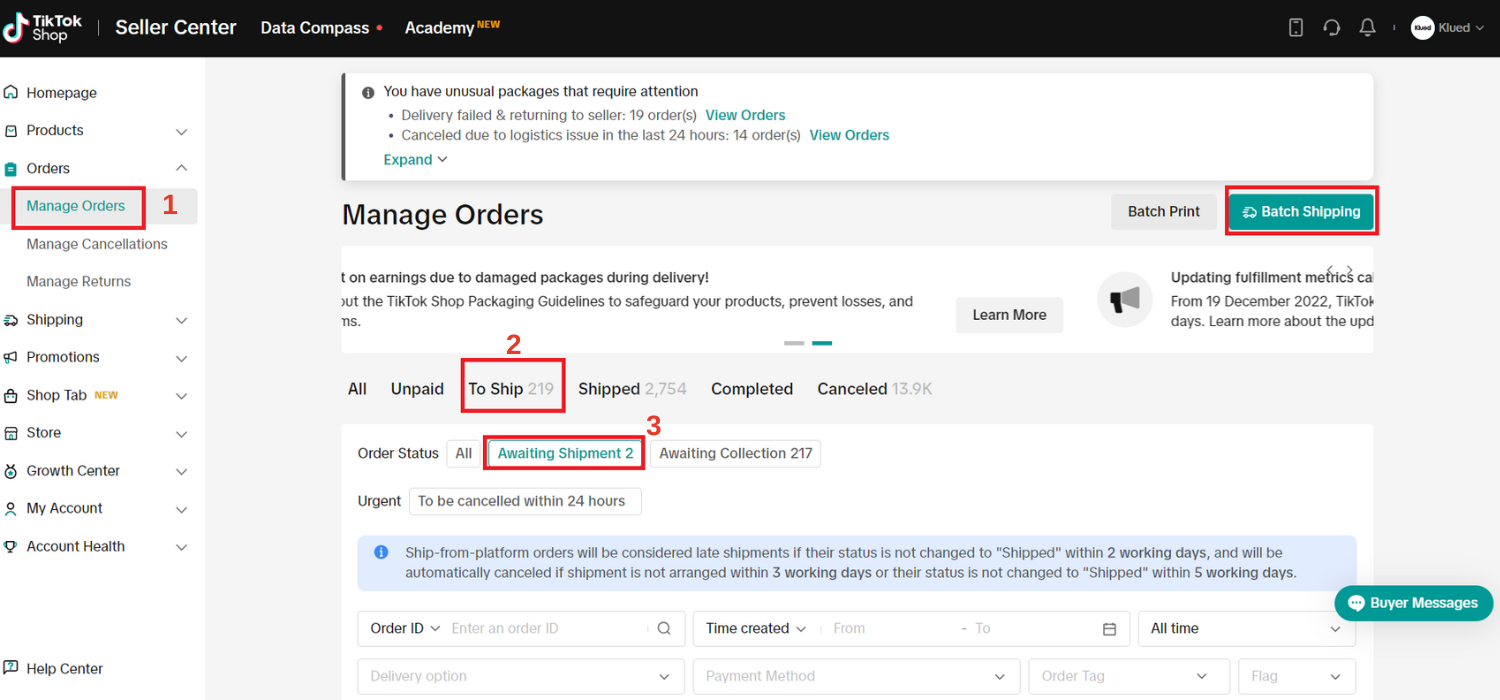 TikTok
Shop
Seller Center
Data Compass
Academy NEW
Klued
Klued
Homepage
Products
Orders
Manage Orders
1
Manage Cancellations
Manage Returns
Shipping
Promotions
Shop Tab NEW
Store
Growth Center
My Account
Account Health
Help Center
You have unusual packages that require attention
• Delivery failed & returning to seller: 19 order(s) View Orders
• Canceled due to logistics issue in the last 24 hours: 14 order(s) View Orders
Expand
Manage Orders
Batch Print
Batch Shipping
t on earnings due to damaged packages during delivery!
out the TikTok Shop Packaging Guidelines to safeguard your products, prevent losses, and
ms.
Learn More
Updating fulfillment metrics cal
From 19 December 2022, TikTok
days. Learn more about the upd
2
All
Unpaid
To Ship 219
Shipped 2,754
Completed
Canceled 13.9K
3
Order Status
All
Awaiting Shipment 2
Awaiting Collection 217
Urgent
To be cancelled within 24 hours
Ship-from-platform orders will be considered late shipments if their status is not changed to "Shipped" within 2 working days, and will be
automatically canceled if shipment is not arranged within 3 working days or their status is not changed to "Shipped" within 5 working days.
Buyer Messages
Order ID
Enter an order ID
Time created
From
- To
All time
Delivery option
Payment Method
Order Tag
Flag